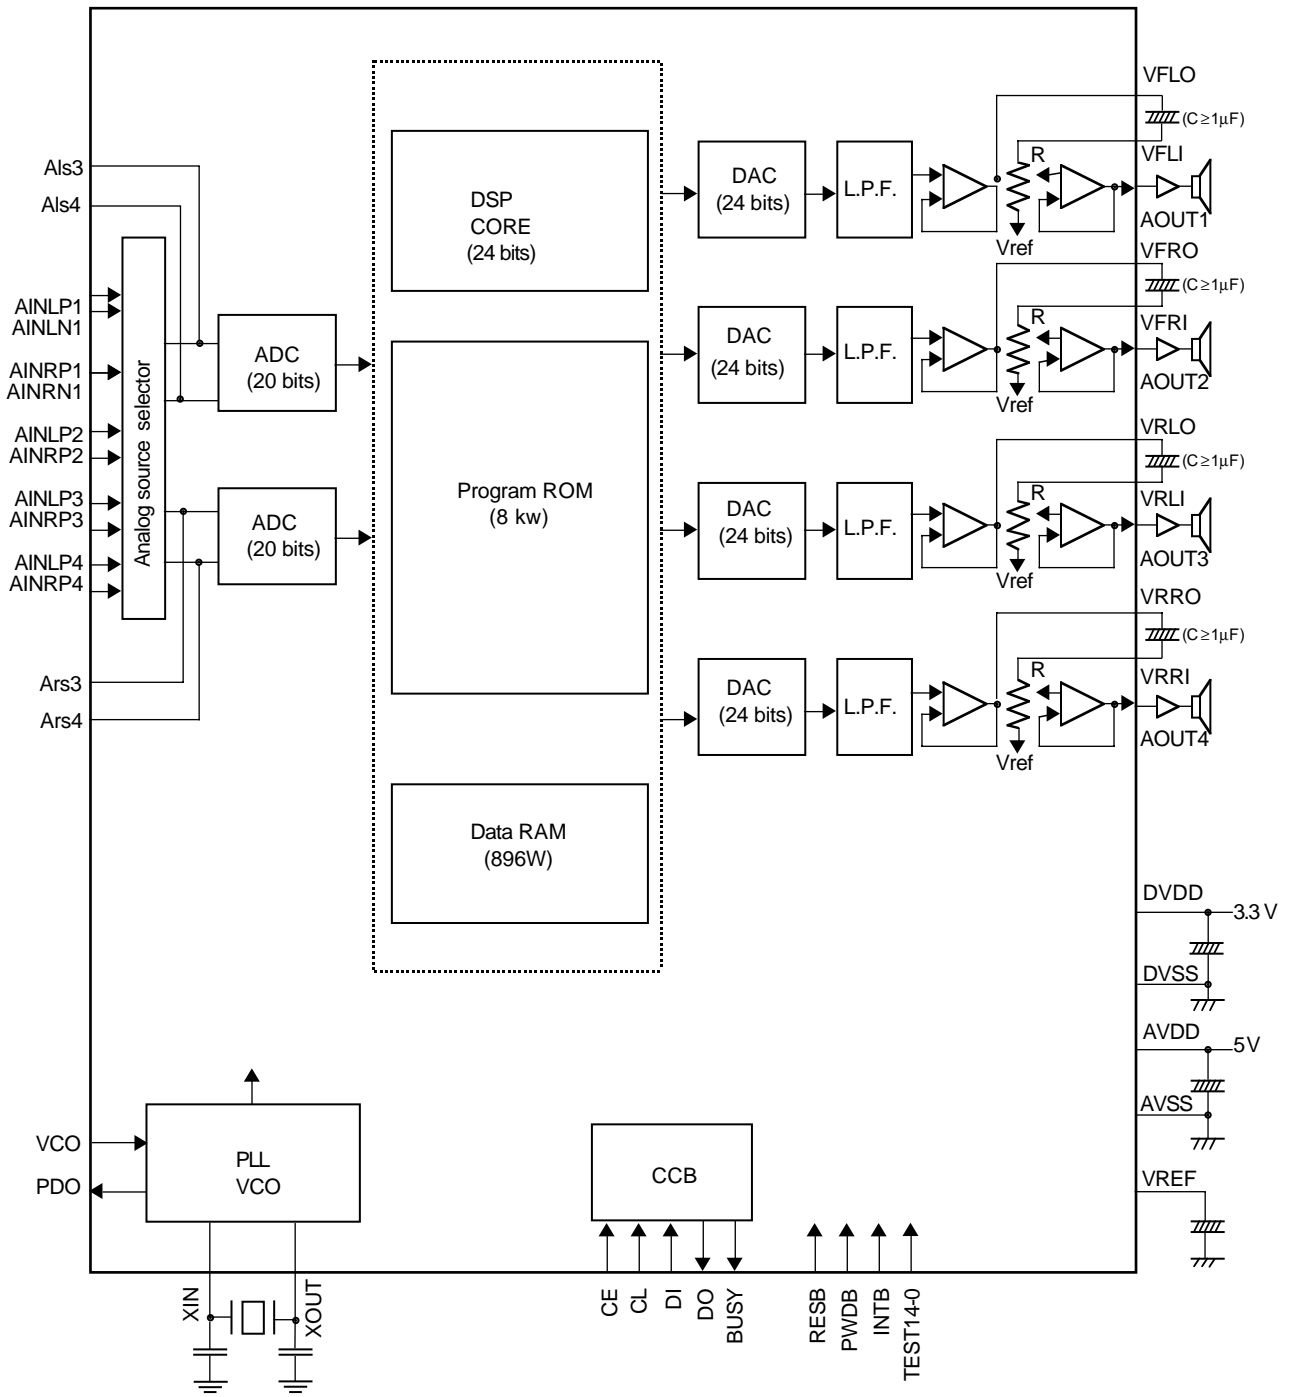 VFLO
(C≥1µF)
R
VFLI
AOUT1
Vref
Als3
Als4
DSP
CORE
(24 bits)
DAC
(24 bits)
L.P.F.
VFRO
(C≥1µF)
R
VFRI
AOUT2
Vref
AINLP1
AINLN1
AINRP1
AINRN1
AINLP2
AINRP2
AINLP3
AINRP3
AINLP4
AINRP4
Analog source selector
ADC
(20 bits)
DAC
(24 bits)
L.P.F.
VRLO
(C≥1µF)
R
VRLI
AOUT3
Vref
ADC
(20 bits)
Program ROM
(8 kw)
DAC
(24 bits)
L.P.F.
VRRO
(C≥1µF)
R
VRRI
AOUT4
Vref
Ars3
Ars4
DAC
(24 bits)
L.P.F.
Data RAM
(896W)
DVDD
3.3 V
DVSS
AVDD
5V
AVSS
VREF
VCO
PDO
PLL
VCO
CCB
XIN
XOUT
CE
CL
DI
DO
BUSY
RESB
PWDB
INTB
TEST14-0